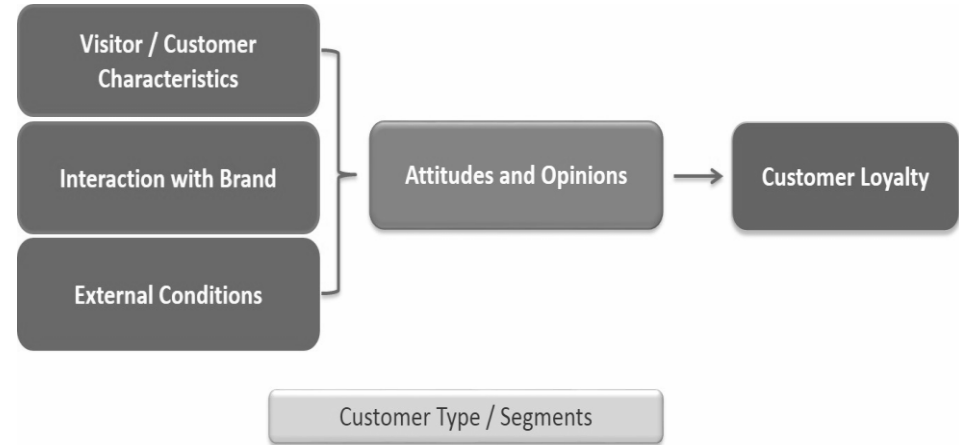 Visitor / Customer
Characteristics
Interaction with Brand
External Conditions
Attitudes and Opinions
Customer Loyalty
Customer Type / Segments